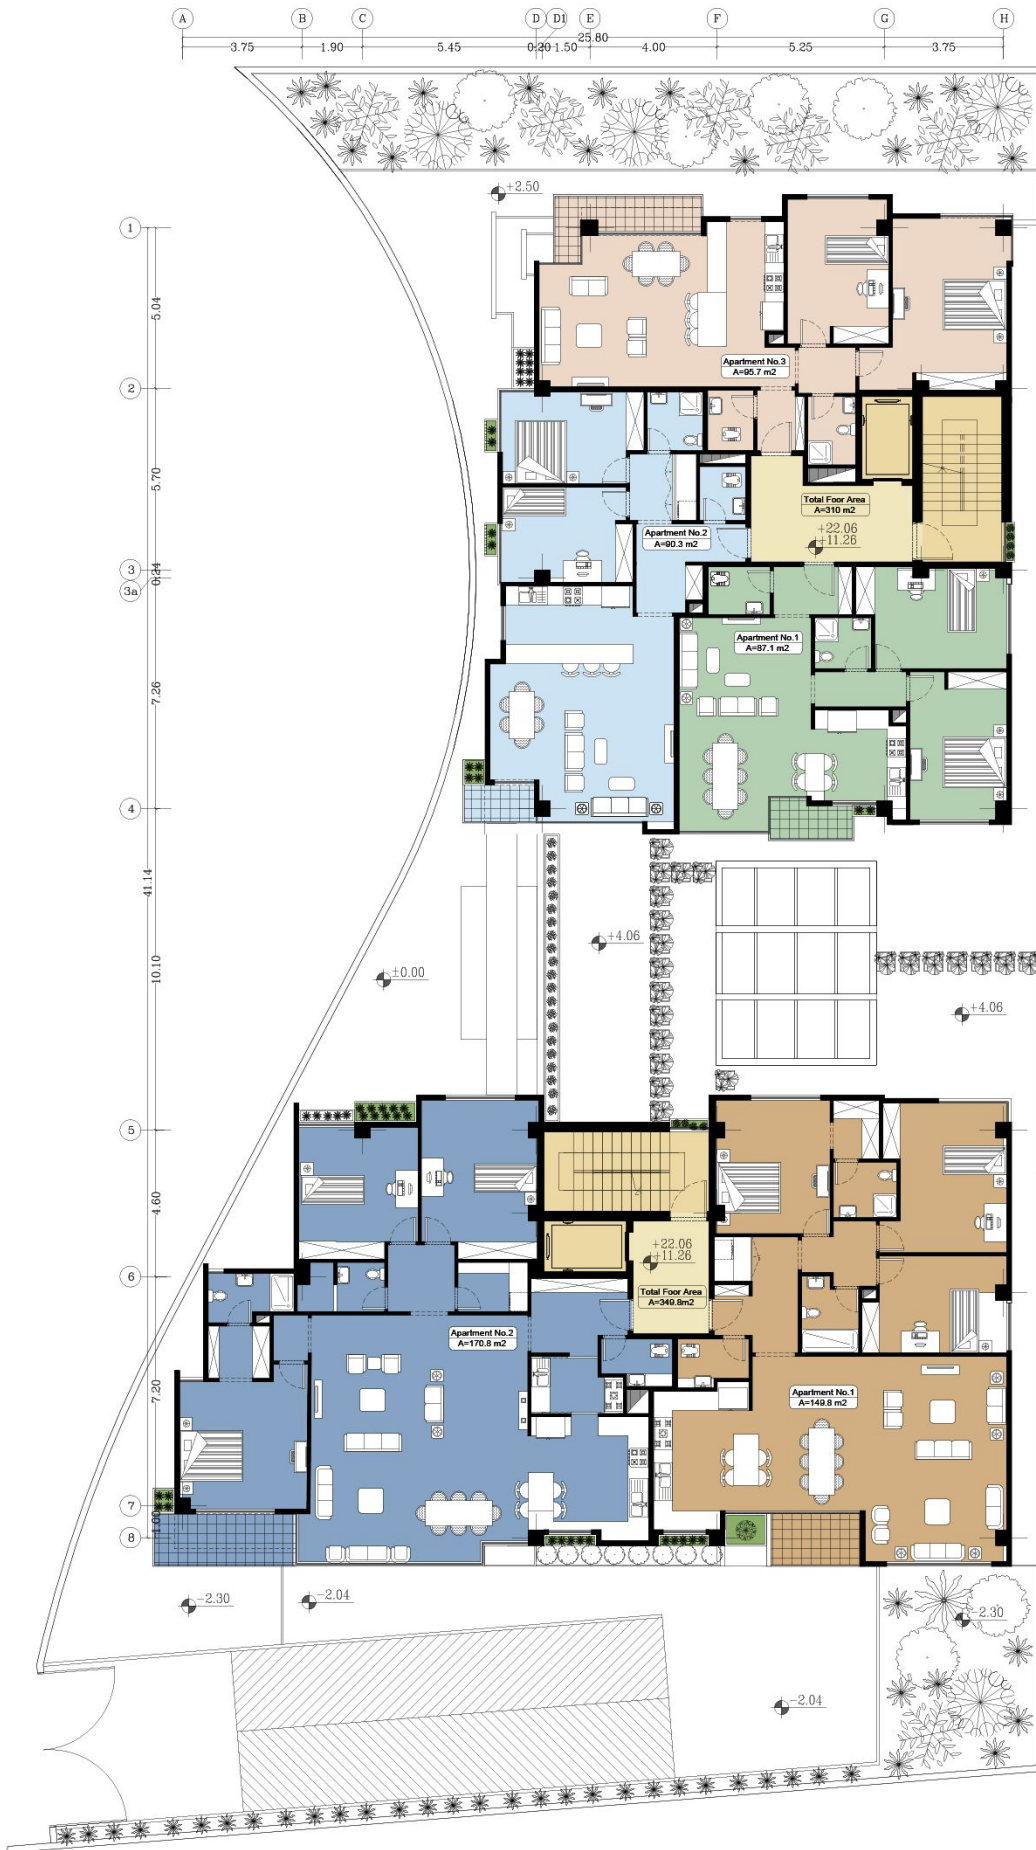 A B C D D1 E F G H
25.80
3.75 1.90 5.45 0.20 1.50 4.00 5.25 3.75
+2.50
1
5.04
Apartment No.3
A=95.7 m2
2
5.70
Total Foor Area
A=310 m2
+22.06
+11.26
Apartment No.2
A=90.3 m2
3
0.24
3a
Apartment No.1
A=87.1 m2
7.26
4
41.14
+4.06
10.10
±0.00
+4.06
5
4.60
+22.06
+11.26
6
Total Foor Area
A=349.8m2
Apartment No.2
A=170.8 m2
7.20
Apartment No.1
A=149.8 m2
7
1.00
8
-2.30
-2.04
-2.30
-2.04